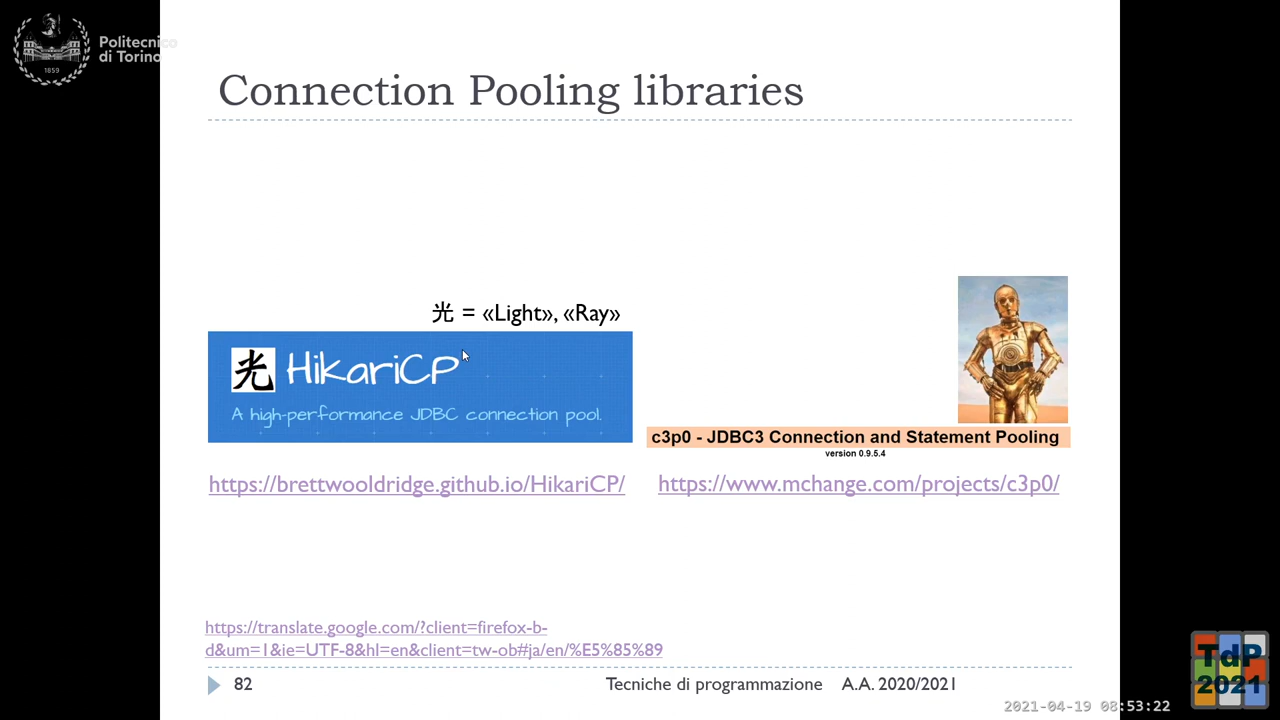 Politecnico
di Torino
1859
Connection Pooling libraries
光 = «Light», «Ray»
光 HikariCP
A high-performance JDBC connection pool.
c3p0 - JDBC3 Connection and Statement Pooling
version 0.9.5.4
https://brettwooldridge.github.io/HikariCP/
https://www.mchange.com/projects/c3p0/
https://translate.google.com/?client=firefox-b-
d&um=1&ie=UTF-8&hl=en&client=tw-ob#ja/en/%E5%85%89
82
Tecniche di programmazione A.A. 2020/2021
TdP
2021
2021-04-19 08:53:22